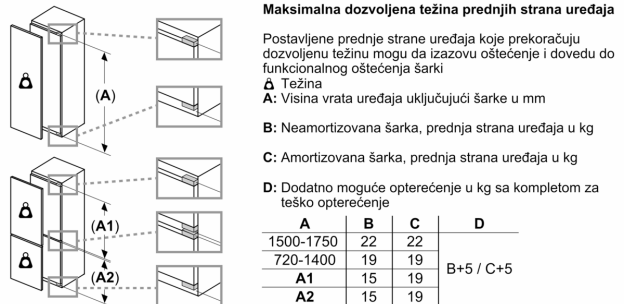 Maksimalna dozvoljena težina prednjih strana uređaja
Postavljene prednje strane uređaja koje prekoračuju
dozvoljenu težinu mogu da izazovu oštećenje i dovedu do
funkcionalnog oštećenja šarki
Težina
A: Visina vrata uređaja uključujući šarke u mm
B: Neamortizovana šarka, prednja strana uređaja u kg
C: Amortizovana šarka, prednja strana uređaja u kg
D: Dodatno moguće opterećenje u kg sa kompletom za
teško opterećenje
A B C D
1500-1750 22 22
720-1400 19 19
B+5 / C+5
A1 15 19
A2 15 19
(A)
(A1)
(A2)